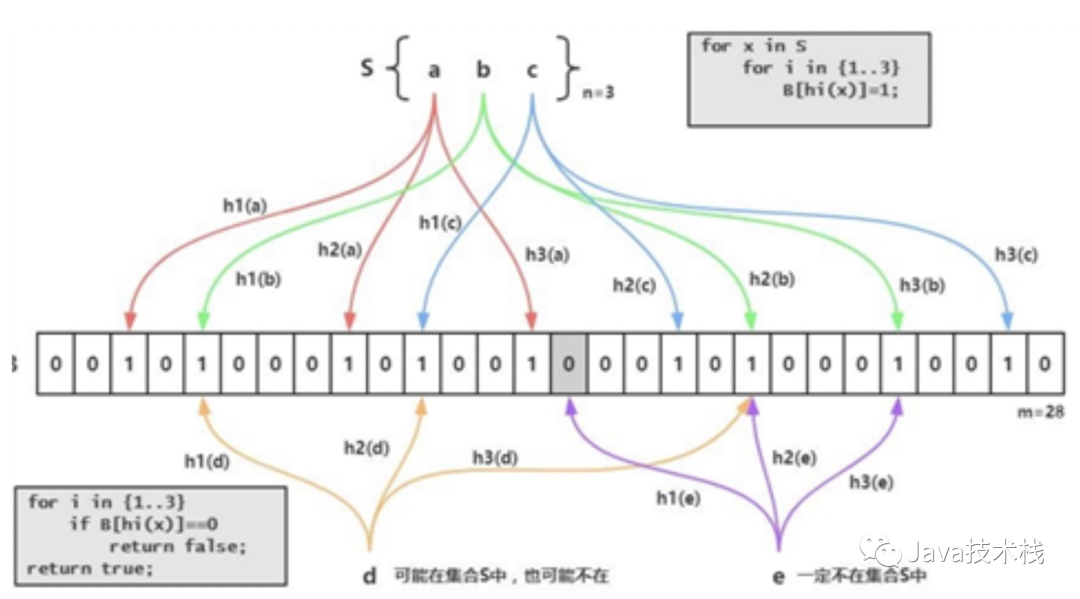 S { a b c } n=3
for x in S
for i in {1..3}
B[hi(x)]=1;
h1(a)
h2(a)
h1(c)
h3(a)
h1(b)
h2(c)
h2(b)
h3(b)
h3(c)
0 0 1 0 1 0 0 0 1 0 1 0 0 1 0 0 0 1 0 1 0 0 0 1 0 0 1 0
m=28
h1(d)
h2(d)
h3(d)
h1(e)
h2(e)
h3(e)
for i in {1..3}
if B[hi(x)]==0
return false;
return true;
d 可能在集合S中，也可能不在
e 一定不在集合S中
Java技术栈